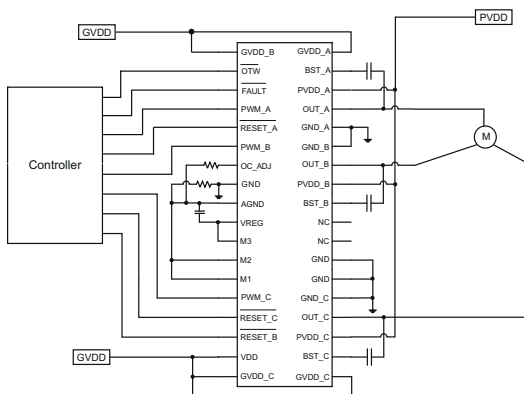 GVDD
PVDD
GVDD_B
GVDD_A
OTW
BST_A
FAULT
PVDD_A
PWM_A
OUT_A
RESET_A
GND_A
PWM_B
GND_B
OC_ADJ
OUT_B
GND
PVDD_B
AGND
BST_B
VREG
NC
M3
NC
M2
GND
M1
GND
PWM_C
GND_C
RESET_C
OUT_C
RESET_B
PVDD_C
VDD
BST_C
GVDD_C
GVDD_C
Controller
M
GVDD